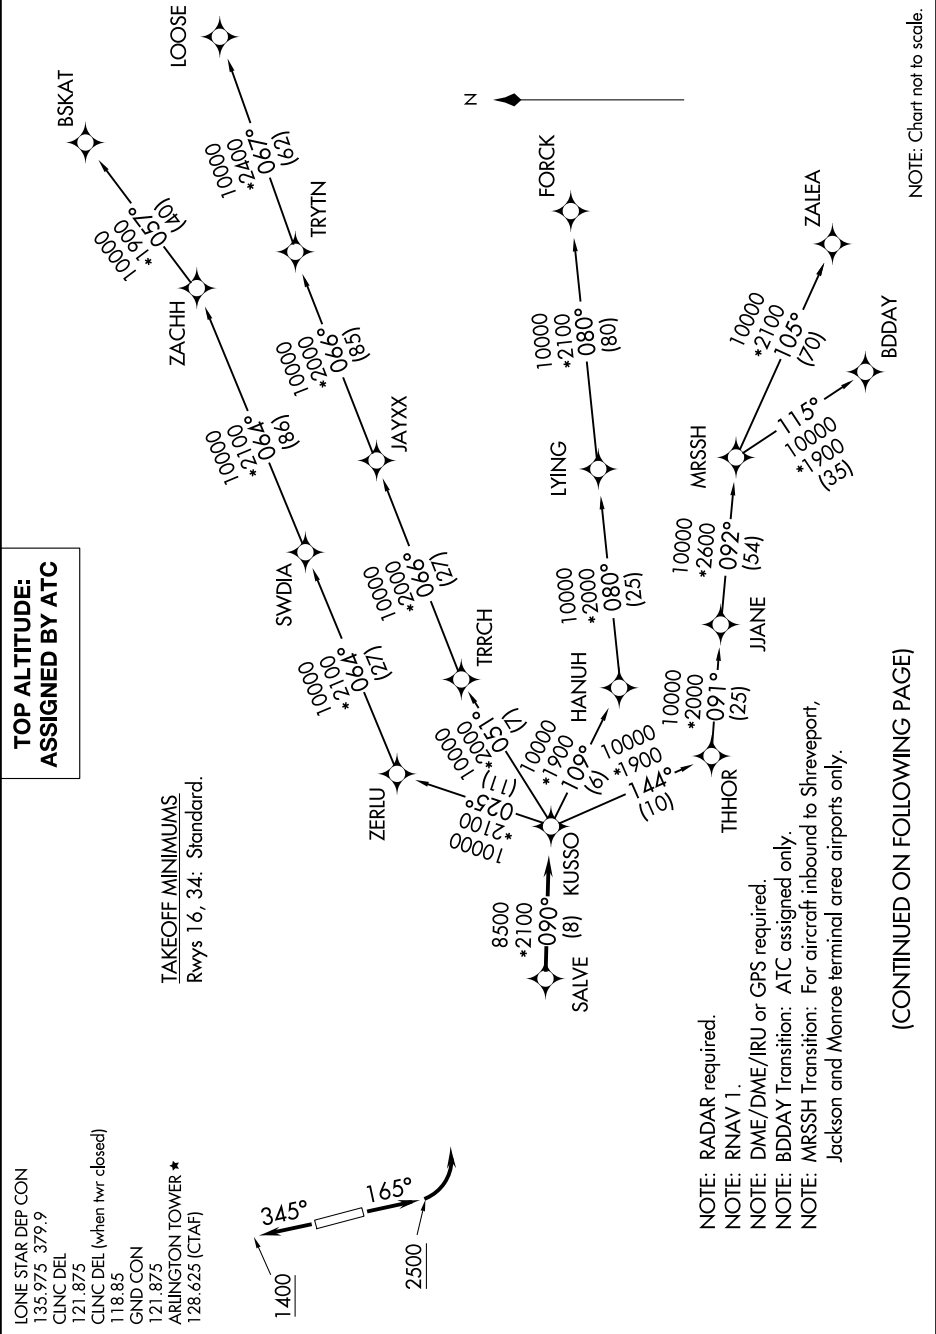 LONE STAR DEP CON
135.975 379.9
CLNC DEL
121.875
CLNC DEL (when twr closed)
118.85
GND CON
121.875
ARLINGTON TOWER ★
128.625 (CTAF)
TOP ALTITUDE:
ASSIGNED BY ATC
TAKEOFF MINIMUMS
Rwys 16, 34: Standard.
1400
345°
165°
2500
SALVE
8500
*2100
090°
(8)
KUSSO
10000
*2100
025°
(11)
ZERLU
10000
*2100
064°
(27)
SWDIA
10000
*2100
064°
(86)
ZACHH
10000
*1900
057°
(40)
BSKAT
10000
*2000
051°
(7)
TRRCH
10000
*2000
066°
(27)
JAYXX
10000
*2000
066°
(85)
TRYTN
10000
*2400
067°
(62)
LOOSE
10000
*1900
109°
(6)
HANUH
10000
*2000
080°
(25)
LYING
10000
*2100
080°
(80)
FORCK
10000
*1900
144°
(10)
THHOR
10000
*2000
091°
(25)
JJANE
10000
*2600
092°
(54)
MRSSH
10000
*2100
105°
(70)
ZALEA
115°
10000
*1900
(35)
BDDAY
N
NOTE: RADAR required.
NOTE: RNAV 1.
NOTE: DME/DME/IRU or GPS required.
NOTE: BDDAY Transition: ATC assigned only.
NOTE: MRSSH Transition: For aircraft inbound to Shreveport,
Jackson and Monroe terminal area airports only.
(CONTINUED ON FOLLOWING PAGE)
NOTE: Chart not to scale.